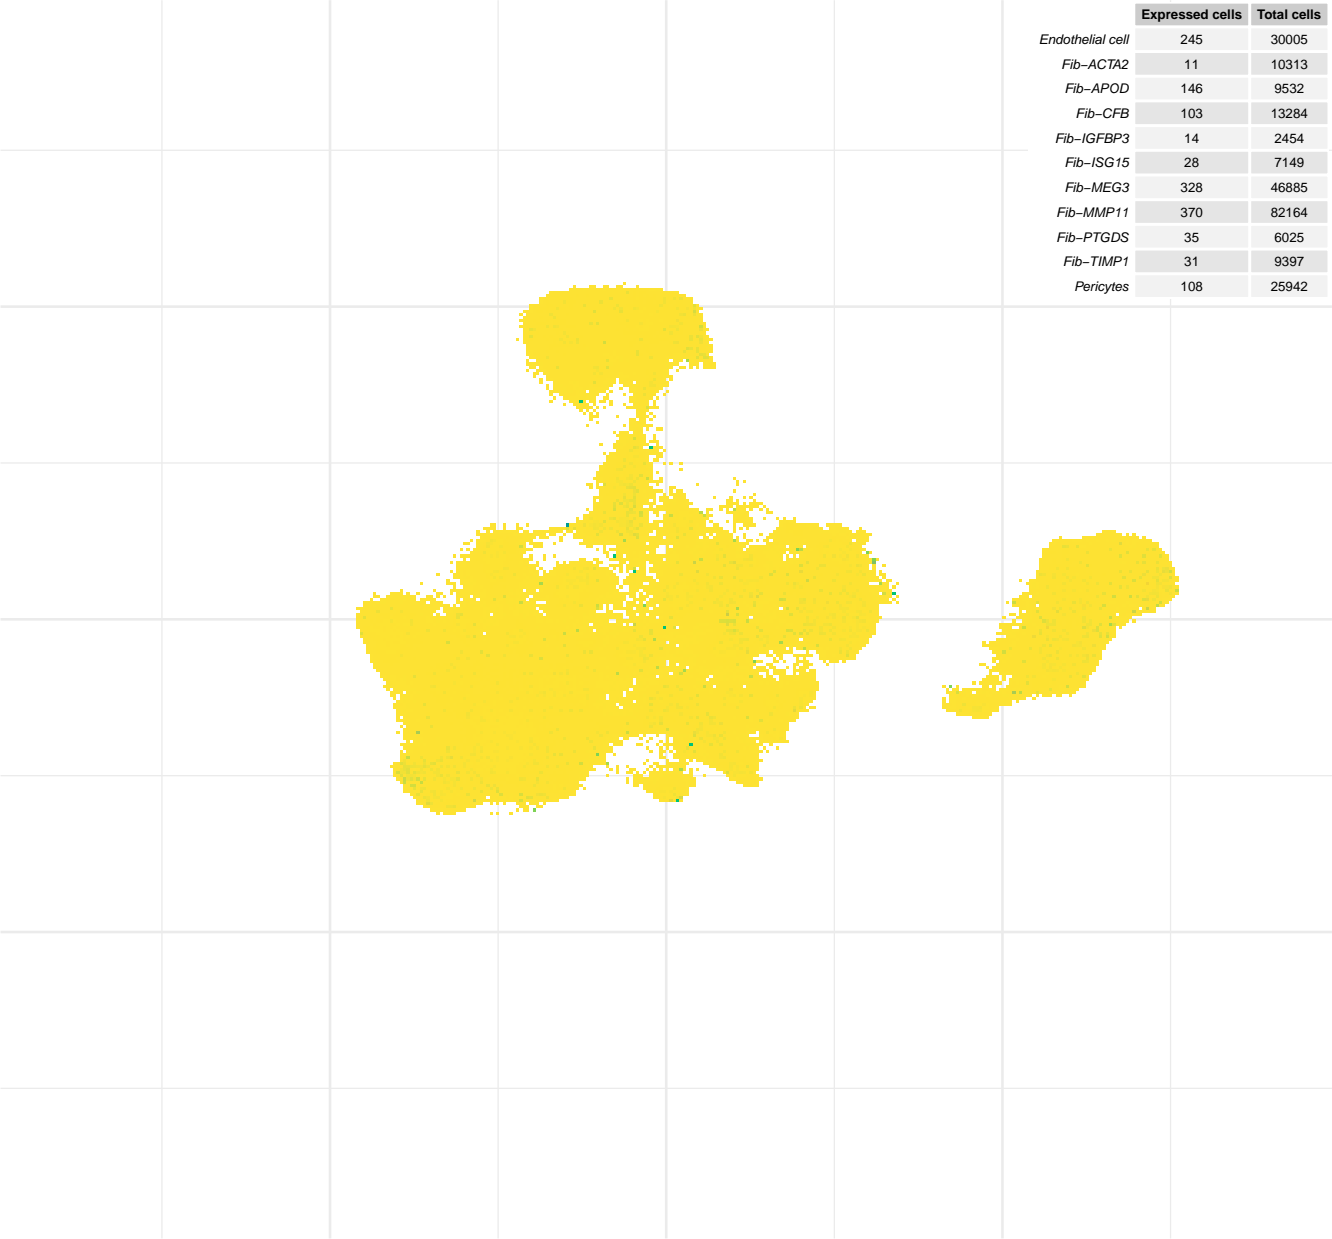 Expressed cells Total cells
Endothelial cell 245 30005
Fib−ACTA2 11 10313
Fib−APOD 146 9532
Fib−CFB 103 13284
Fib−IGFBP3 14 2454
Fib−ISG15 28 7149
Fib−MEG3 328 46885
Fib−MMP11 370 82164
Fib−PTGDS 35 6025
Fib−TIMP1 31 9397
Pericytes 108 25942